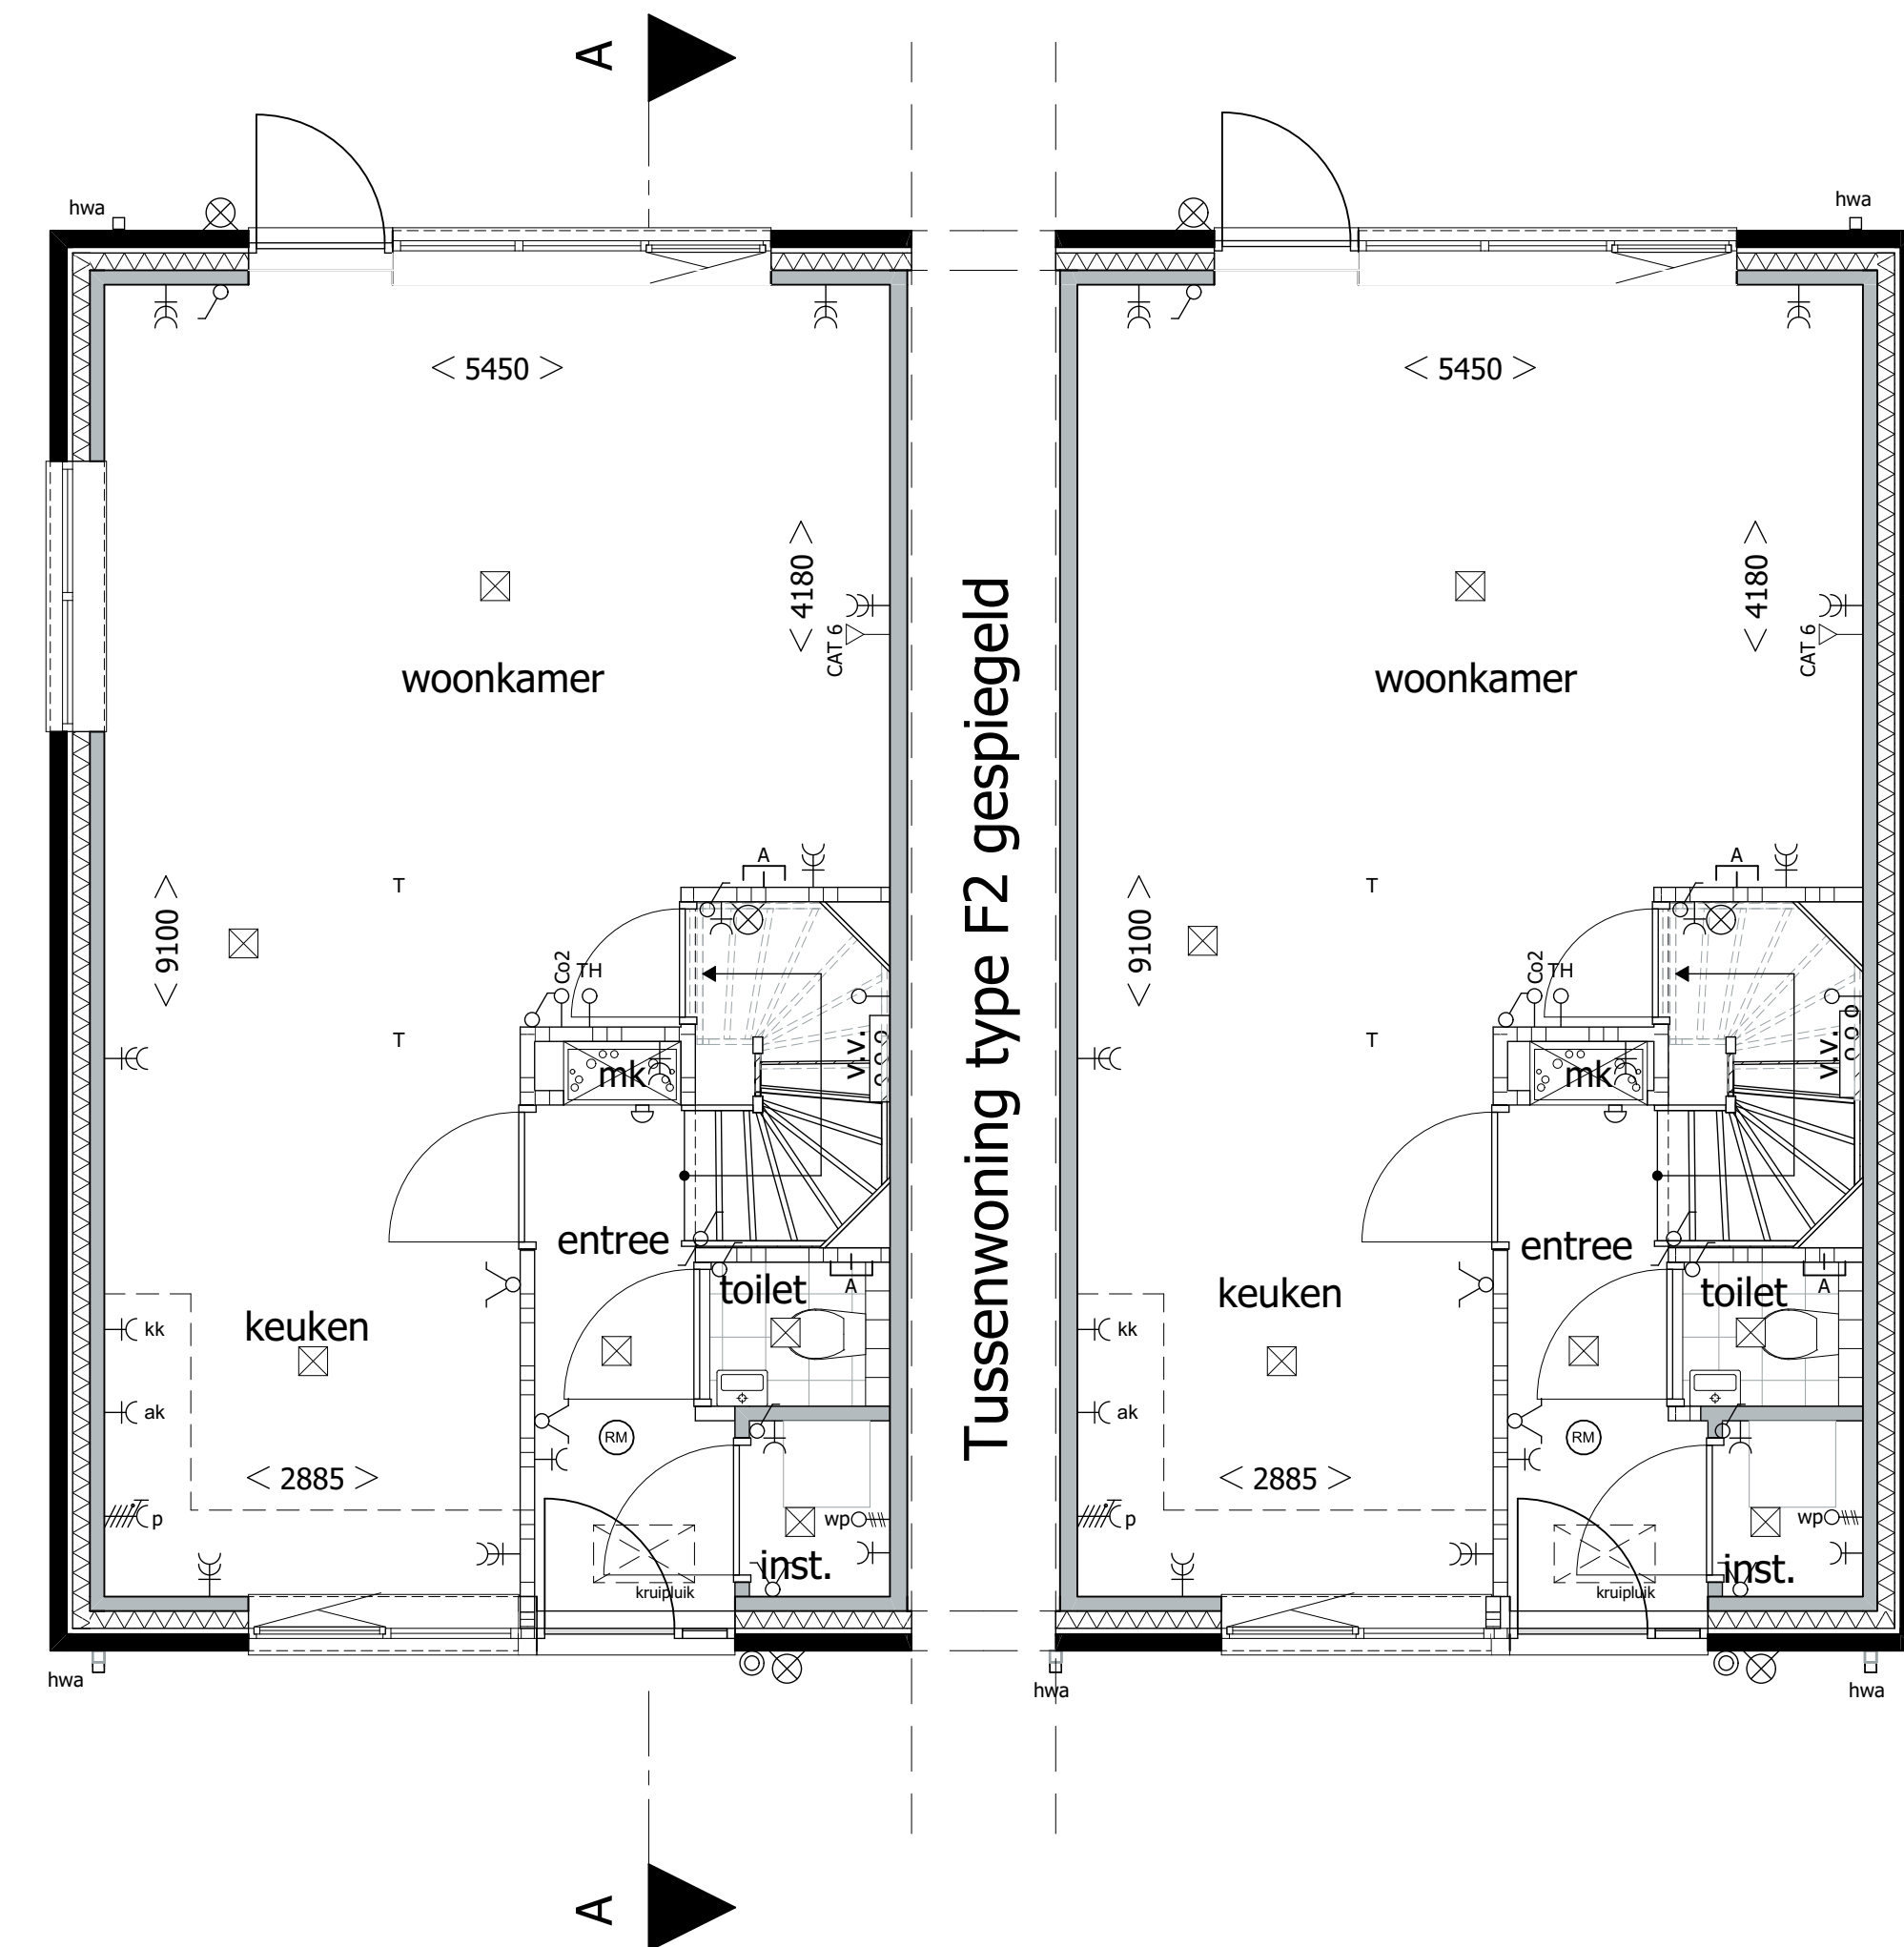 A
hwa
hwa
< 5450 >
< 5450 >
< 4180 >
< 4180 >
CAT 6
CAT 6
woonkamer
woonkamer
Tussenwoning type F2 gespiegeld
A
A
T
T
< 9100 >
< 9100 >
Co2
TH
Co2
TH
T
T
v.v.
v.v.
mk
mk
entree
entree
toilet
A
toilet
A
keuken
keuken
kk
kk
ak
ak
RM
RM
< 2885 >
< 2885 >
p
wp
p
wp
inst.
inst.
kruipluik
kruipluik
hwa
hwa
hwa
A